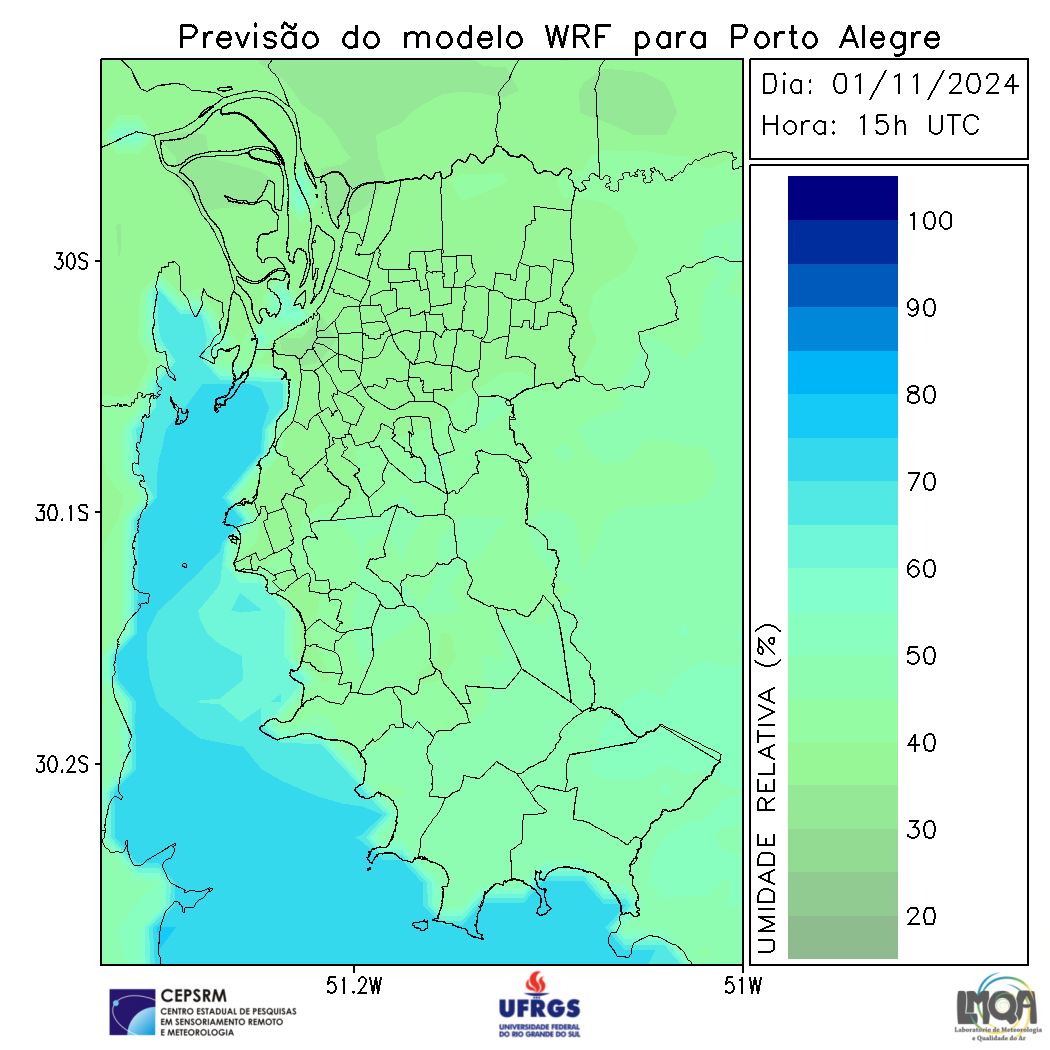 Previsão do modelo WRF para Porto Alegre
Dia: 01/11/2024
Hora: 15h UTC
100
90
80
70
60
50
40
30
20
UMIDADE RELATIVA (%)
30S
30.1S
30.2S
51.2W
51W
CEPSRM
CENTRO ESTADUAL DE PESQUISAS
EM SENSORIAMENTO REMOTO
E METEOROLOGIA
UFRGS
UNIVERSIDADE FEDERAL
DO RIO GRANDE DO SUL
LMQA
Laboratório de Meteorologia
e Qualidade do Ar